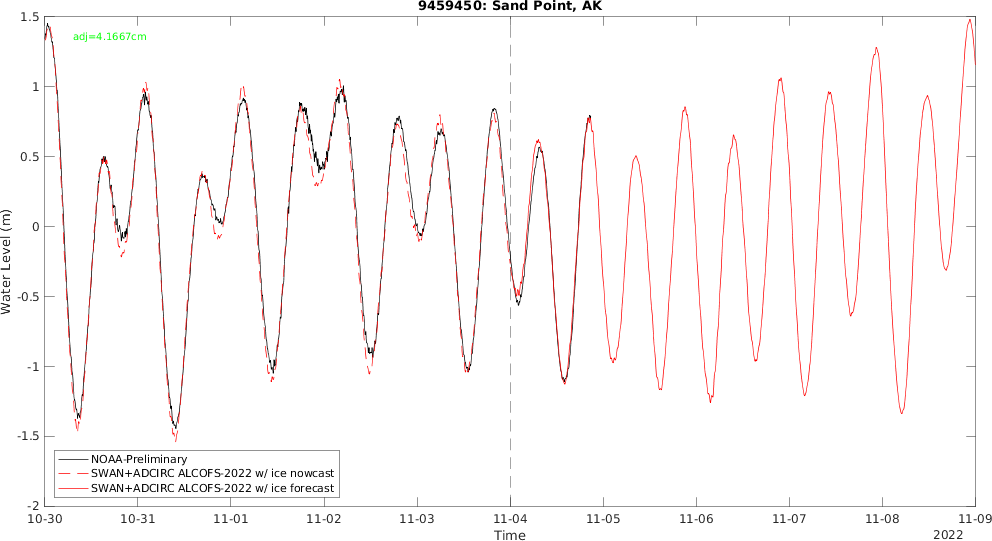 9459450: Sand Point, AK
adj=4.1667cm
Water Level (m)
1.5
1
0.5
0
-0.5
-1
-1.5
-2
NOAA-Preliminary
SWAN+ADCIRC ALCOFS-2022 w/ ice nowcast
SWAN+ADCIRC ALCOFS-2022 w/ ice forecast
10-30 10-31 11-01 11-02 11-03 11-04 11-05 11-06 11-07 11-08 11-09
Time
2022